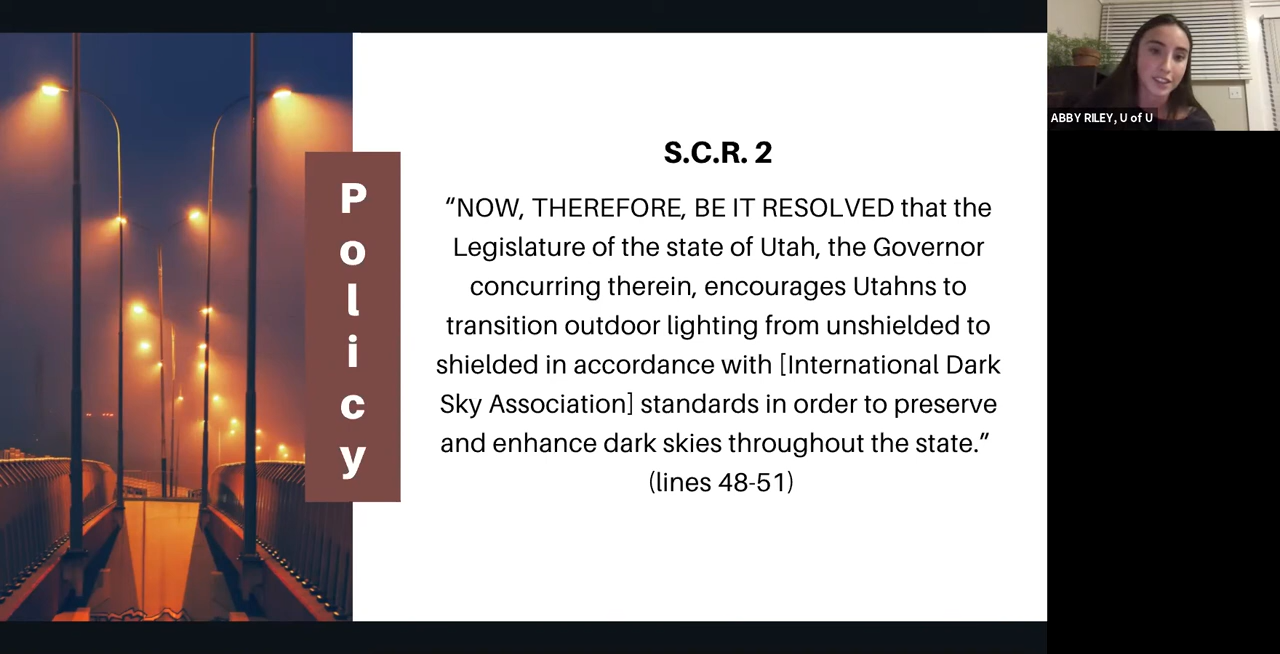 Policy
S.C.R. 2
“NOW, THEREFORE, BE IT RESOLVED that the
Legislature of the state of Utah, the Governor
concurring therein, encourages Utahns to
transition outdoor lighting from unshielded to
shielded in accordance with [International Dark
Sky Association] standards in order to preserve
and enhance dark skies throughout the state.”
(lines 48-51)
ABBY RILEY, U of U